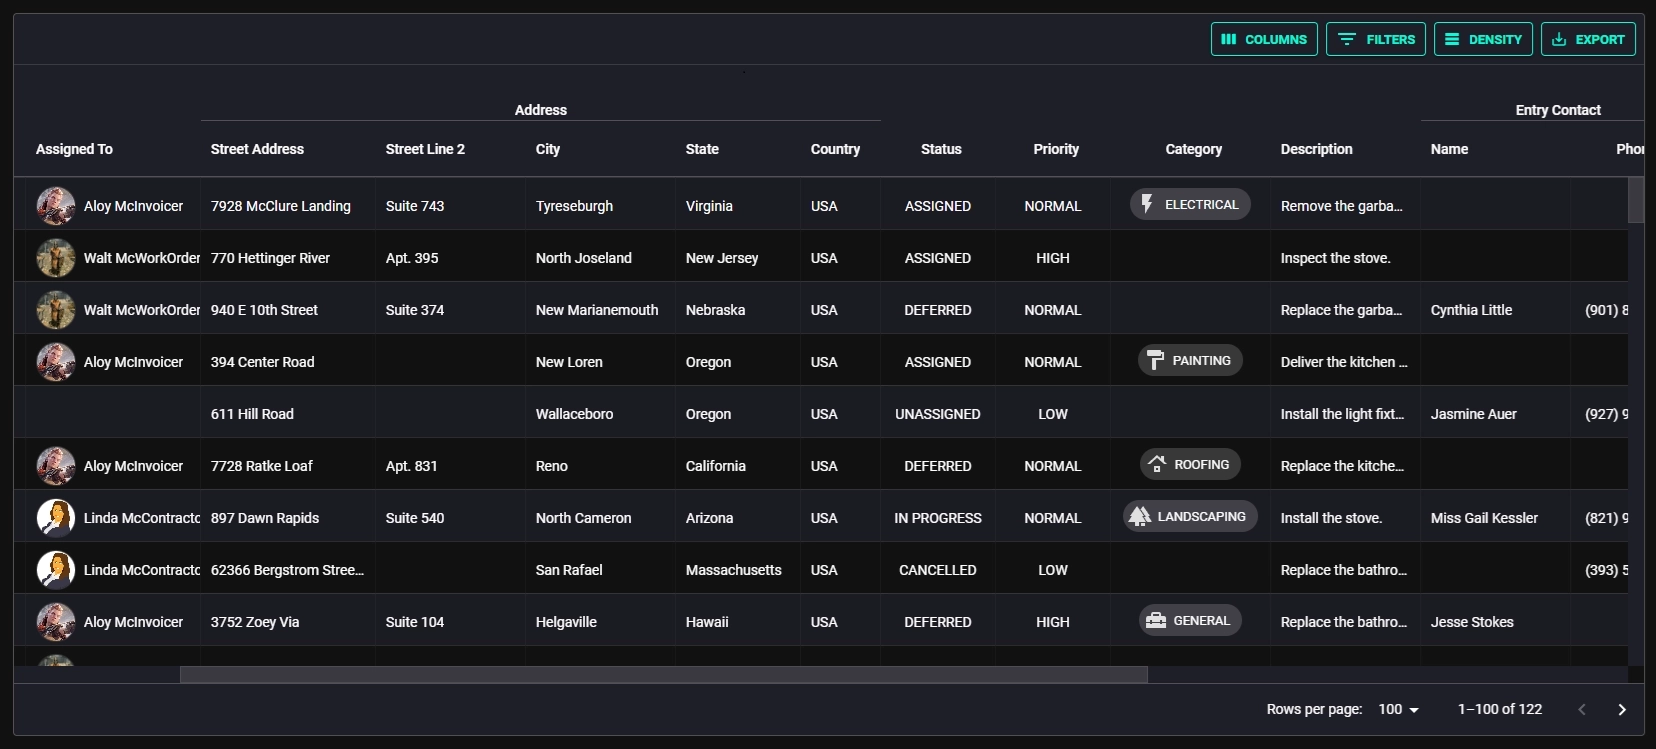 COLUMNS FILTERS DENSITY EXPORT
Address Entry Contact
Assigned To Street Address Street Line 2 City State Country Status Priority Category Description Name Phor
Aloy McInvoicer 7928 McClure Landing Suite 743 Tyreseburgh Virginia USA ASSIGNED NORMAL ELECTRICAL Remove the garba...
Walt McWorkOrder 770 Hettinger River Apt. 395 North Joseland New Jersey USA ASSIGNED HIGH Inspect the stove.
Walt McWorkOrder 940 E 10th Street Suite 374 New Marianemouth Nebraska USA DEFERRED NORMAL Replace the garba... Cynthia Little (901) 8
Aloy McInvoicer 394 Center Road New Loren Oregon USA ASSIGNED NORMAL PAINTING Deliver the kitchen ...
611 Hill Road Wallaceboro Oregon USA UNASSIGNED LOW Install the light fixt... Jasmine Auer (927) 9
Aloy McInvoicer 7728 Ratke Loaf Apt. 831 Reno California USA DEFERRED NORMAL ROOFING Replace the kitche...
Linda McContractc 897 Dawn Rapids Suite 540 North Cameron Arizona USA IN PROGRESS NORMAL LANDSCAPING Install the stove. Miss Gail Kessler (821) 9
Linda McContractc 62366 Bergstrom Stree... San Rafael Massachusetts USA CANCELLED LOW Replace the bathro... (393) 5
Aloy McInvoicer 3752 Zoey Via Suite 104 Helgaville Hawaii USA DEFERRED HIGH GENERAL Replace the bathro... Jesse Stokes
Rows per page: 100 1–100 of 122